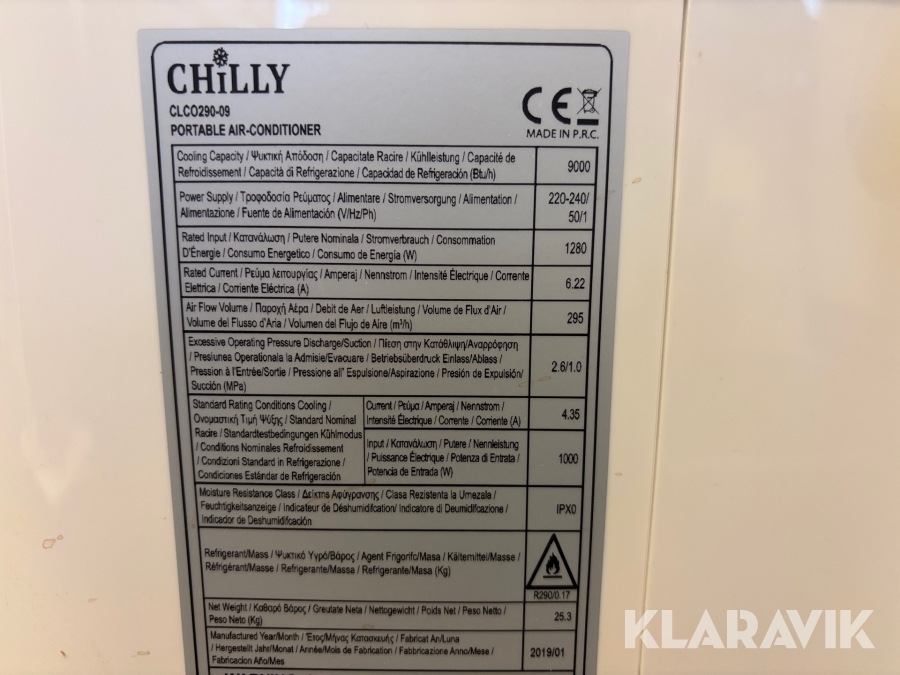 CHiLLY
CLCO290-09
PORTABLE AIR-CONDITIONER
CE
MADE IN P.R.C.
Cooling Capacity / Ψυκτική Απόδοση / Capacitate Racire / Kühlleistung / Capacité de
Refroidissement / Capacità di Refrigerazione / Capacidad de Refrigeración (Btu/h)
9000
Power Supply / Τροφοδοσία Ρεύματος / Alimentare / Stromversorgung / Alimentation /
Alimentazione / Fuente de Alimentación (V/Hz/Ph)
220-240/
50/1
Rated Input / Κατανάλωση / Putere Nominala / Stromverbrauch / Consommation
D'Énergie / Consumo Energetico / Consumo de Energía (W)
1280
Rated Current / Ρεύμα λειτουργίας / Amperaj / Nennstrom / Intensité Électrique / Corrente
Elettrica / Corriente Eléctrica (A)
6.22
Air Flow Volume / Παροχή Αέρα / Debit de Aer / Luftleistung / Volume de Flux d'Air /
Volume del Flusso d'Aria / Volumen del Flujo de Aire (m³/h)
295
Excessive Operating Pressure Discharge/Suction / Πίεση στην Κατάθλιψη/Αναρρόφηση
/ Presiunea Operationala la Admisie/Evacuare / Betriebsüberdruck Einlass/Ablass /
Pression à l'Entrée/Sortie / Pressione all' Espulsione/Aspirazione / Presión de Expulsión/
Succión (MPa)
2.6/1.0
Standard Rating Conditions Cooling /
Ονομαστική Τιμή Ψύξης / Standard Nominal
Racire / Standardtestbedingungen Kühlmodus
/ Conditions Nominales Refroidissement
/ Condizioni Standard in Refrigerazione /
Condiciones Estándar de Refrigeración
Current / Ρεύμα / Amperaj / Nennstrom /
Intensité Électrique / Corrente / Corriente (A)
4.35
Input / Κατανάλωση / Putere / Nennleistung
/ Puissance Électrique / Potenza di Entrata /
Potencia de Entrada (W)
1000
Moisture Resistance Class / Δείκτης Αφύγρανσης / Clasa Rezistenta la Umezala /
Feuchtigkeitsanzeige / Indicateur de Déshumidification/ Indicatore di Deumidifcazione /
Indicador de Deshumidifcación
IPX0
Refrigerant/Mass / Ψυκτικό Υγρό/Βάρος / Agent Frigorifc/Masa / Kältemittel/Masse /
Réfrigérant/Masse / Refrigerante/Massa / Refrigerante/Masa (Kg)
R290/0.17
Net Weight / Καθαρό Βάρος / Greutate Neta / Nettogewicht / Poids Net / Peso Netto /
Peso Neto (Kg)
25.3
Manufactured Year/Month / Έτος/Μήνας Κατασκευής / Fabricat An/Luna
/ Hergestellt Jahr/Monat / Année/Mois de Fabrication / Fabbricazione Anno/Mese /
Fabricacion Año/Mes
2019/01
KLARAVIK